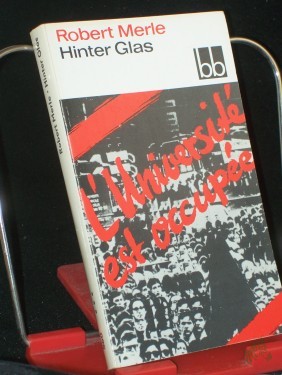 Robert Merle
Hinter Glas
bb
L'Université
est occupée
Robert Merle · Hinter Glas